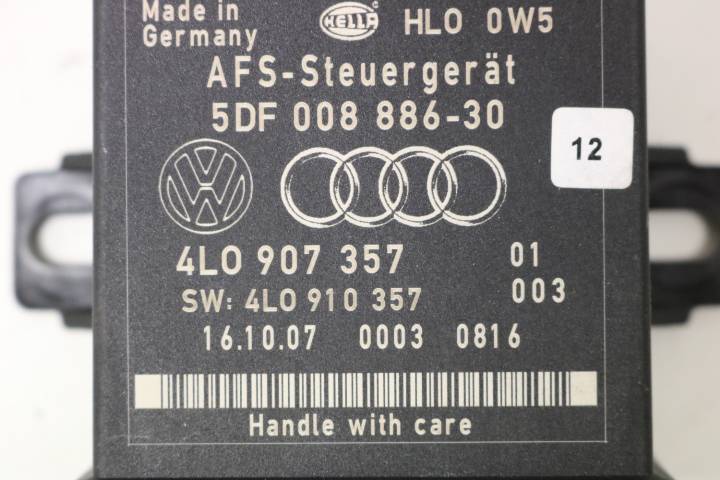 Made in
Germany
HELLA
HLO 0W5
AFS-Steuergerät
5DF 008 886-30
12
4L0 907 357 01
SW: 4L0 910 357 003
16.10.07 0003 0816
Handle with care